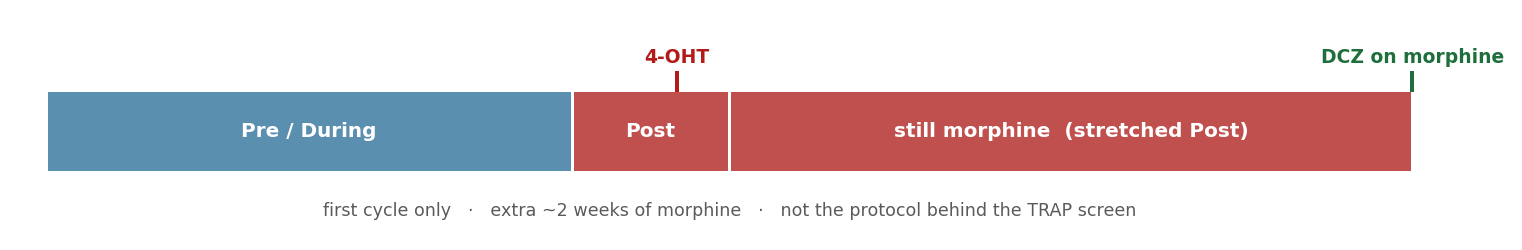 4-OHT
DCZ on morphine
Pre / During
Post
still morphine  (stretched Post)
first cycle only   ·   extra ~2 weeks of morphine   ·   not the protocol behind the TRAP screen